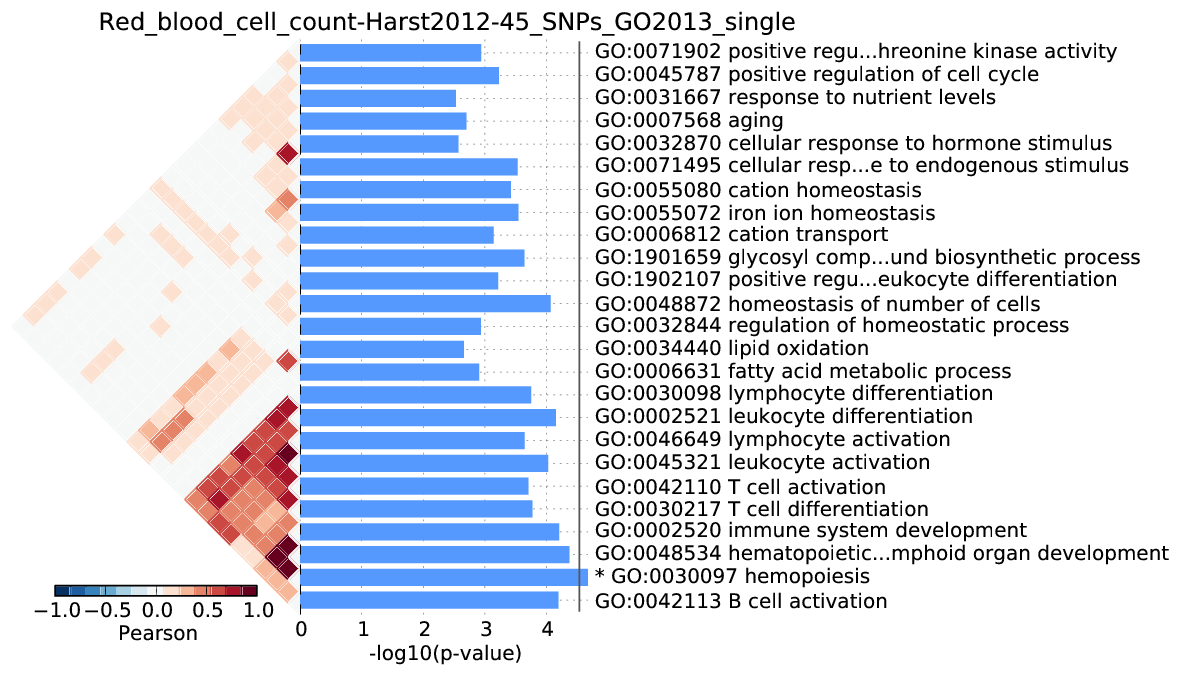 Red_blood_cell_count-Harst2012-45_SNPs_GO2013_single
GO:0071902 positive regu...hreonine kinase activity
GO:0045787 positive regulation of cell cycle
GO:0031667 response to nutrient levels
GO:0007568 aging
GO:0032870 cellular response to hormone stimulus
GO:0071495 cellular resp...e to endogenous stimulus
GO:0055080 cation homeostasis
GO:0055072 iron ion homeostasis
GO:0006812 cation transport
GO:1901659 glycosyl comp...und biosynthetic process
GO:1902107 positive regu...eukocyte differentiation
GO:0048872 homeostasis of number of cells
GO:0032844 regulation of homeostatic process
GO:0034440 lipid oxidation
GO:0006631 fatty acid metabolic process
GO:0030098 lymphocyte differentiation
GO:0002521 leukocyte differentiation
GO:0046649 lymphocyte activation
GO:0045321 leukocyte activation
GO:0042110 T cell activation
GO:0030217 T cell differentiation
GO:0002520 immune system development
GO:0048534 hematopoietic...mphoid organ development
* GO:0030097 hemopoiesis
GO:0042113 B cell activation
−1.0 −0.5 0.0 0.5 1.0
Pearson
0 1 2 3 4
-log10(p-value)